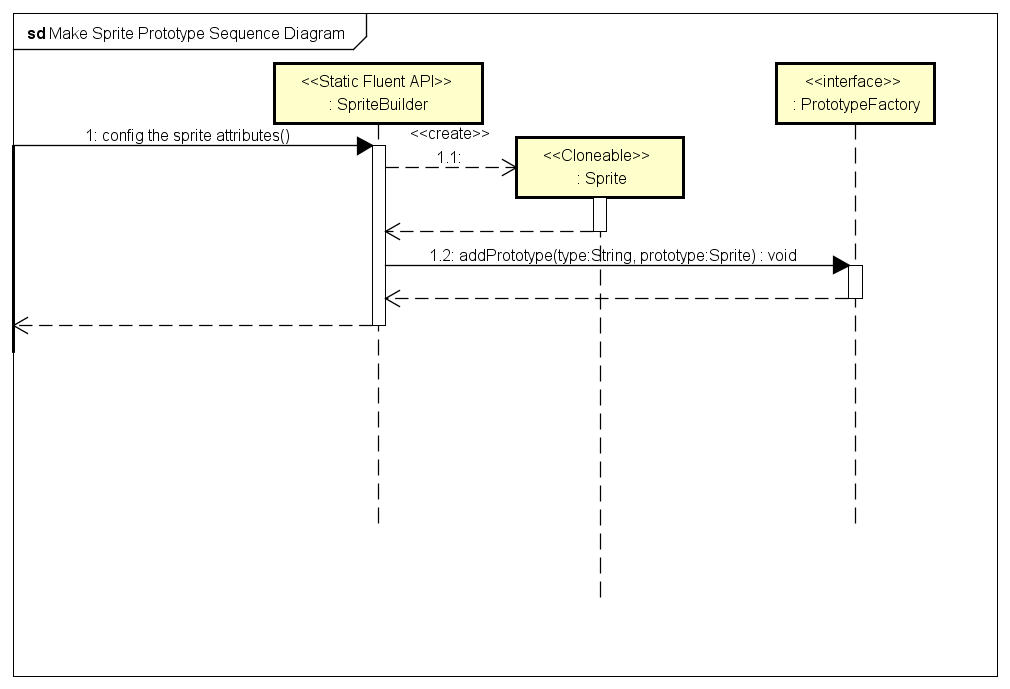 sd Make Sprite Prototype Sequence Diagram
<<Static Fluent API>>
: SpriteBuilder
<<interface>>
: PrototypeFactory
1: config the sprite attributes()
<<create>>
1.1:
<<Cloneable>>
: Sprite
1.2: addPrototype(type:String, prototype:Sprite) : void